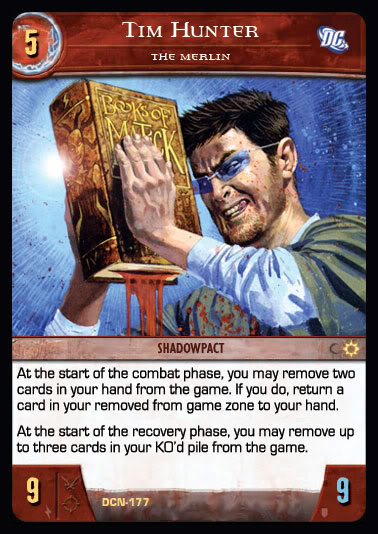 5
TIM HUNTER
THE MERLIN
DC
BOOKS OF
MAGICK
SHADOWPACT
At the start of the combat phase, you may remove two
cards in your hand from the game. If you do, return a
card in your removed from game zone to your hand.
At the start of the recovery phase, you may remove up
to three cards in your KO'd pile from the game.
9
DCN-177
9